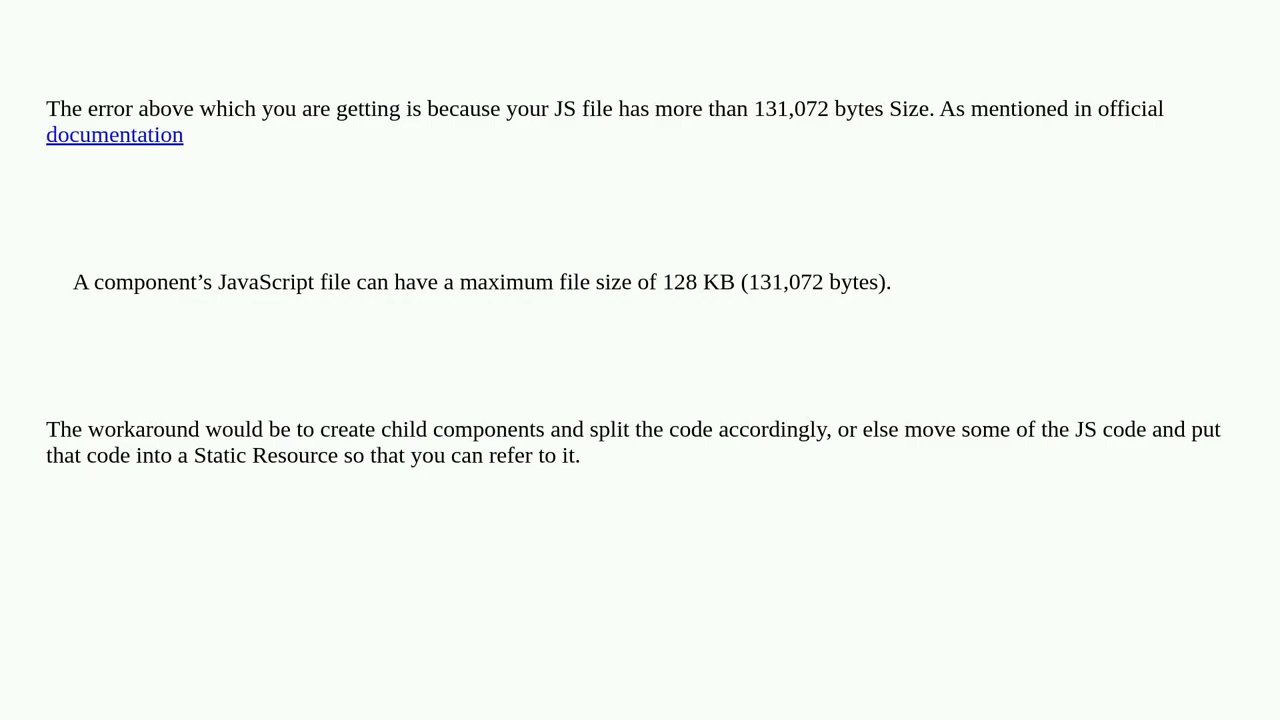 The error above which you are getting is because your JS file has more than 131,072 bytes Size. As mentioned in official
documentation
A component’s JavaScript file can have a maximum file size of 128 KB (131,072 bytes).
The workaround would be to create child components and split the code accordingly, or else move some of the JS code and put
that code into a Static Resource so that you can refer to it.